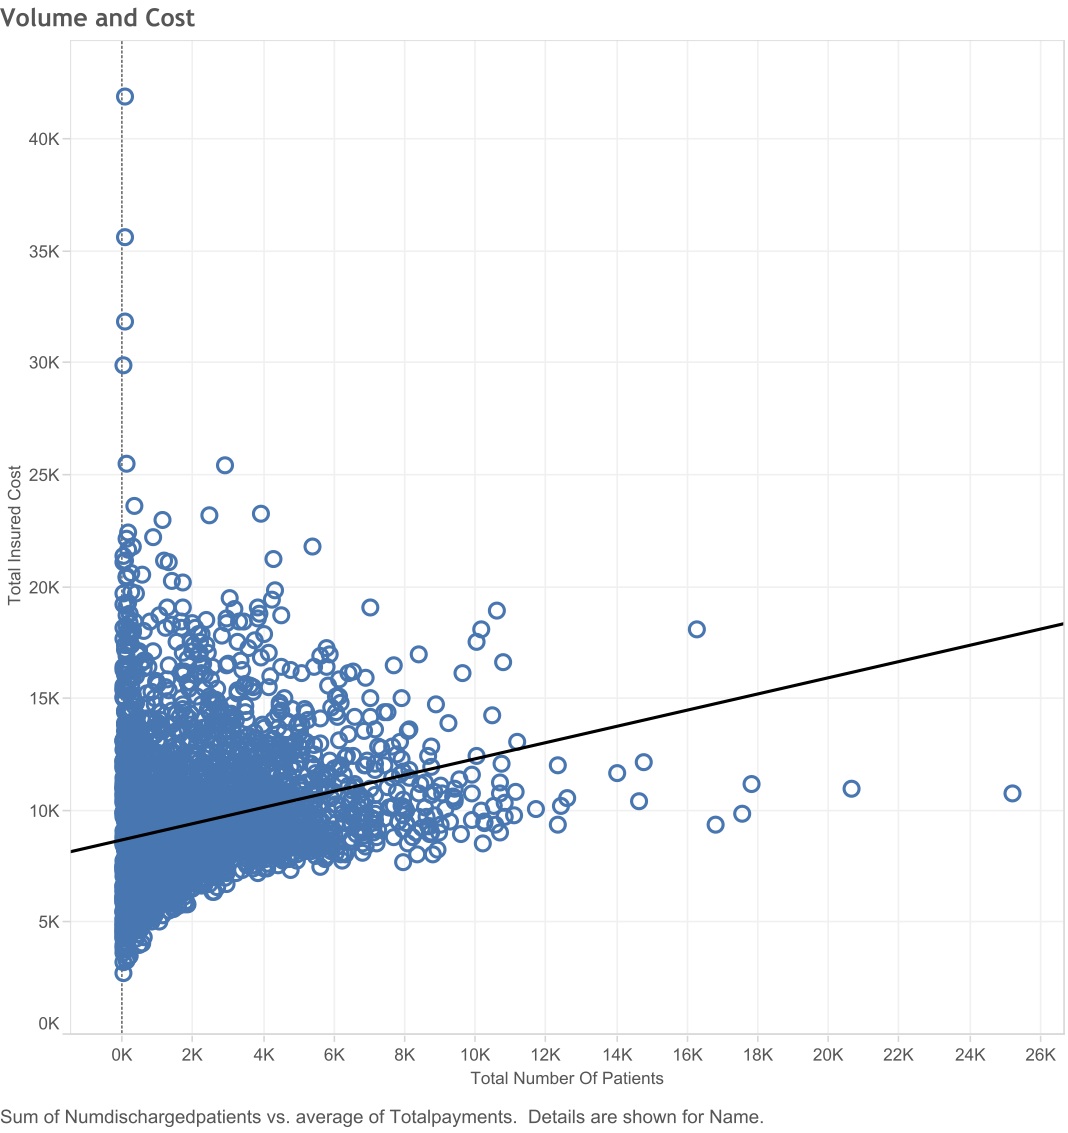 Volume and Cost
40K
35K
30K
25K
20K
15K
10K
5K
0K
Total Insured Cost
0K 2K 4K 6K 8K 10K 12K 14K 16K 18K 20K 22K 24K 26K
Total Number Of Patients
Sum of Numdischargedpatients vs. average of Totalpayments.  Details are shown for Name.